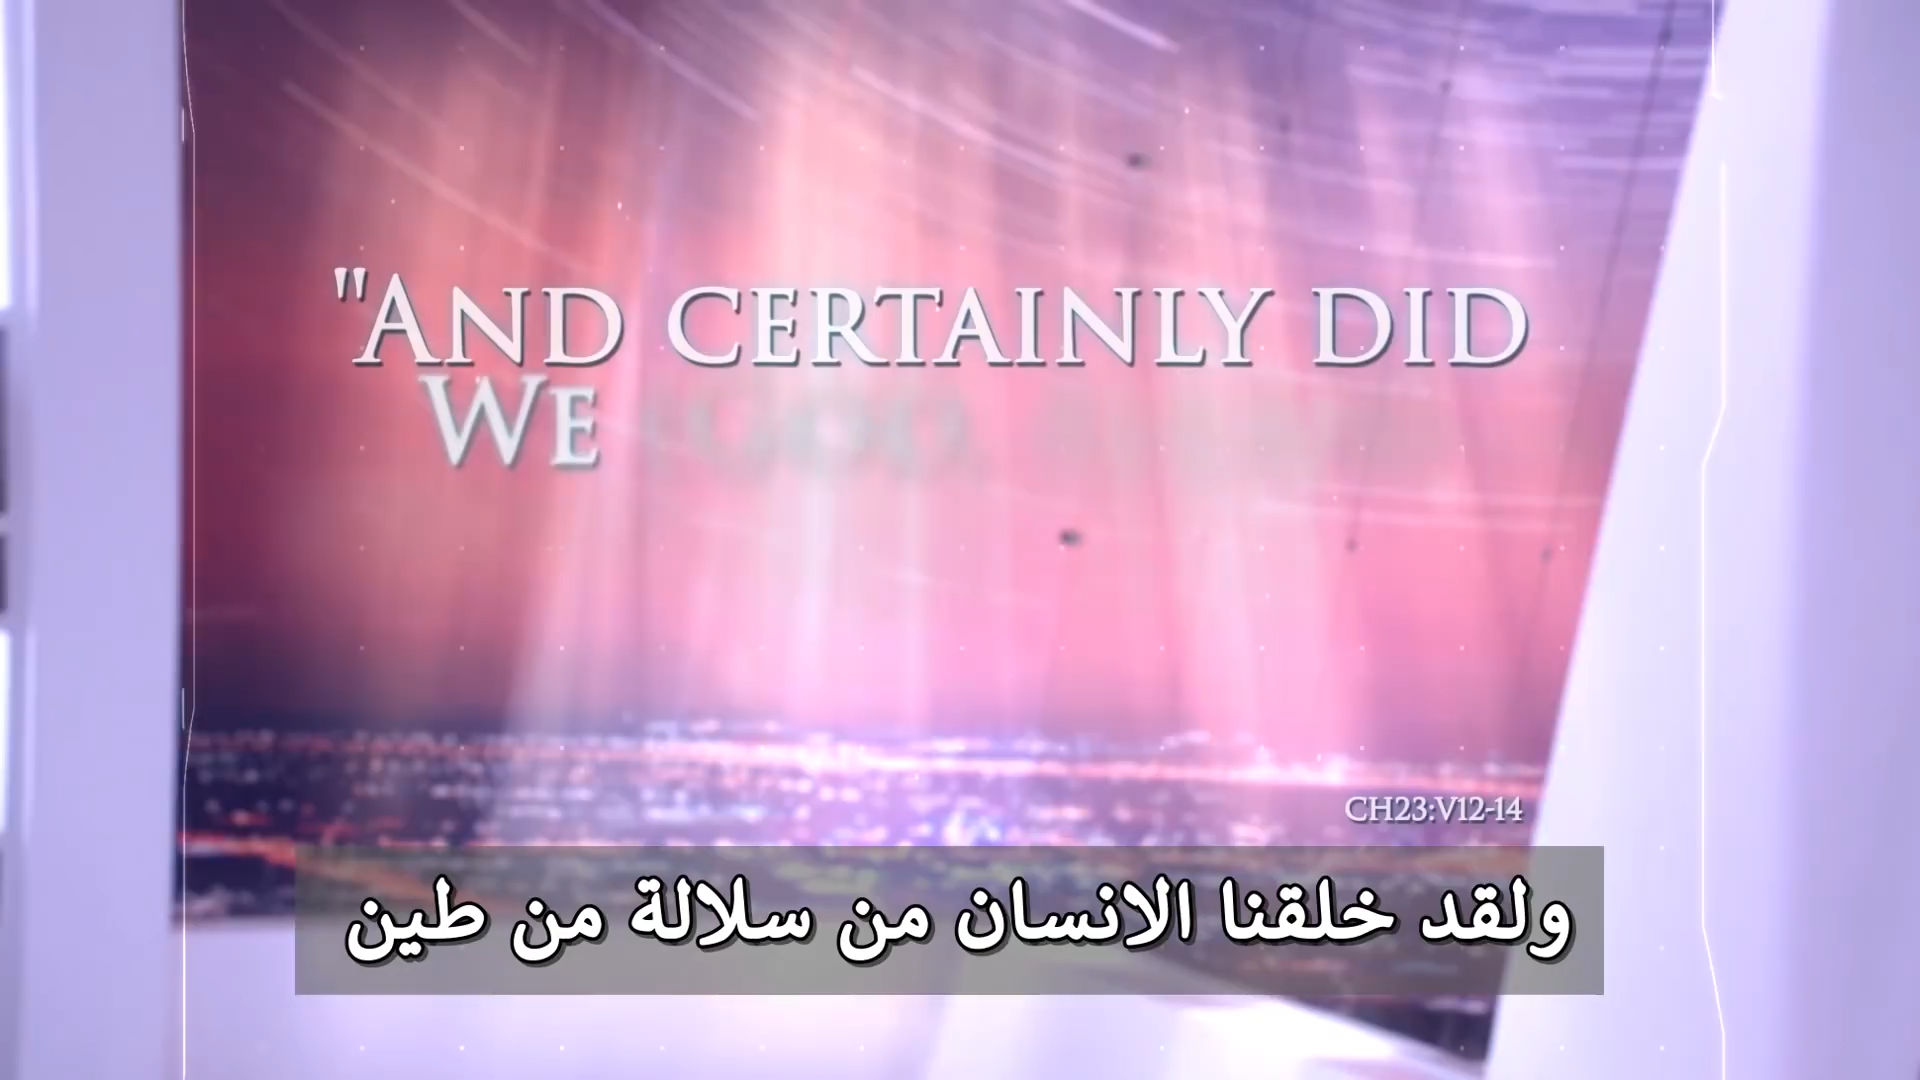 "And certainly did
We
CH23:V12-14
ولقد خلقنا الانسان من سلالة من طين